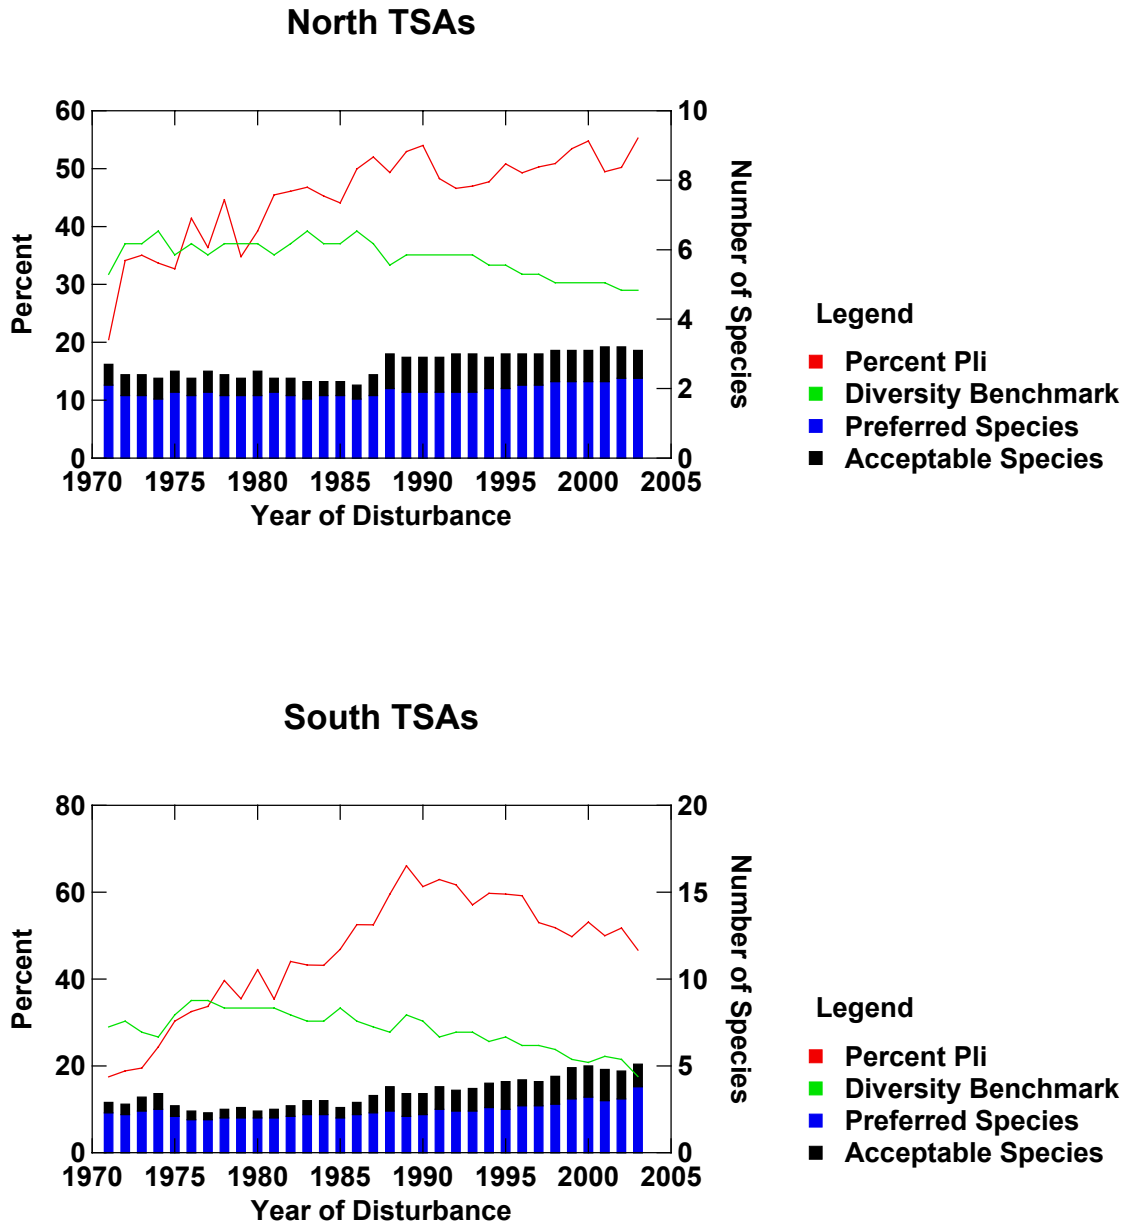 North TSAs
60
50
40
30
20
10
0
Percent
10
8
6
4
2
0
Number of Species
1970 1975 1980 1985 1990 1995 2000 2005
Year of Disturbance
Legend
Percent Pli
Diversity Benchmark
Preferred Species
Acceptable Species
South TSAs
80
60
40
20
0
Percent
20
15
10
5
0
Number of Species
1970 1975 1980 1985 1990 1995 2000 2005
Year of Disturbance
Legend
Percent Pli
Diversity Benchmark
Preferred Species
Acceptable Species